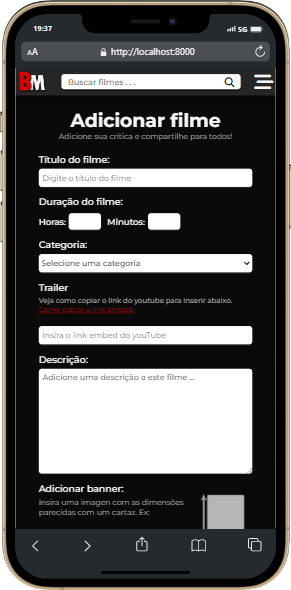 19:37
5G
AA
http://localhost:8000
BM
Buscar filmes . . .
Adicionar filme
Adicione sua crítica e compartilhe para todos!
Título do filme:
Digite o título do filme
Duração do filme:
Horas: Minutos:
Categoria:
Selecione uma categoria
Trailer
Veja como copiar o link do youtube para inserir abaixo.
Como copiar o link embed.
Insira o link embed do youTube
Descrição:
Adicione uma descrição a este filme ...
Adicionar banner:
Insira uma imagen com as dimensões
parecidas com um cartaz. Ex: